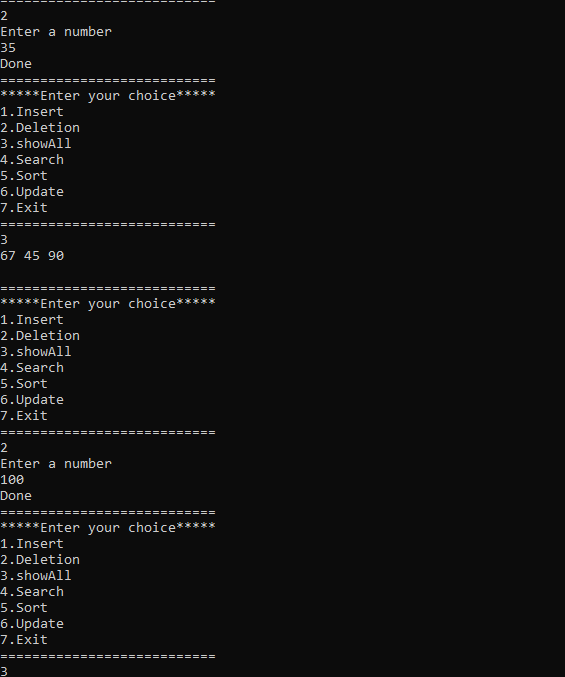 ===========================
2
Enter a number
35
Done
===========================
*****Enter your choice*****
1.Insert
2.Deletion
3.showAll
4.Search
5.Sort
6.Update
7.Exit
===========================
3
67 45 90

===========================
*****Enter your choice*****
1.Insert
2.Deletion
3.showAll
4.Search
5.Sort
6.Update
7.Exit
===========================
2
Enter a number
100
Done
===========================
*****Enter your choice*****
1.Insert
2.Deletion
3.showAll
4.Search
5.Sort
6.Update
7.Exit
===========================
3